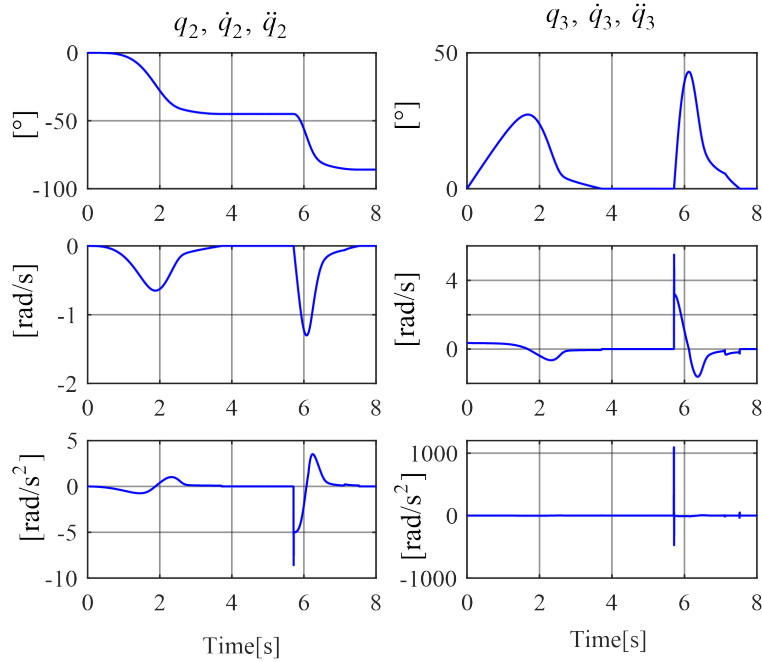 q₂, q̇₂, q̈₂
q₃, q̇₃, q̈₃
[°]
0
-50
-100
0 2 4 6 8
[°]
50
0
0 2 4 6 8
[rad/s]
0
-1
-2
0 2 4 6 8
[rad/s]
4
0
0 2 4 6 8
[rad/s²]
5
0
-5
-10
0 2 4 6 8
[rad/s²]
1000
0
-1000
0 2 4 6 8
Time[s]
Time[s]